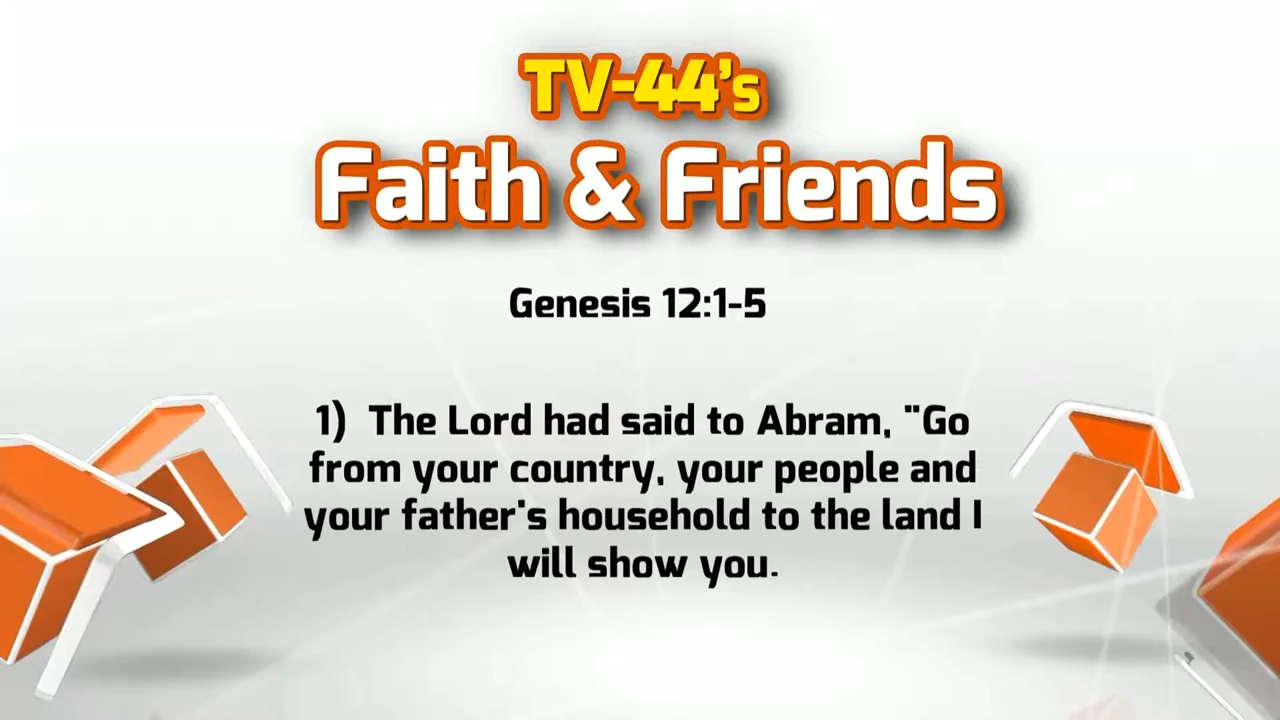 TV-44's
Faith & Friends
Genesis 12:1-5
1)  The Lord had said to Abram, "Go
from your country, your people and
your father's household to the land I
will show you.